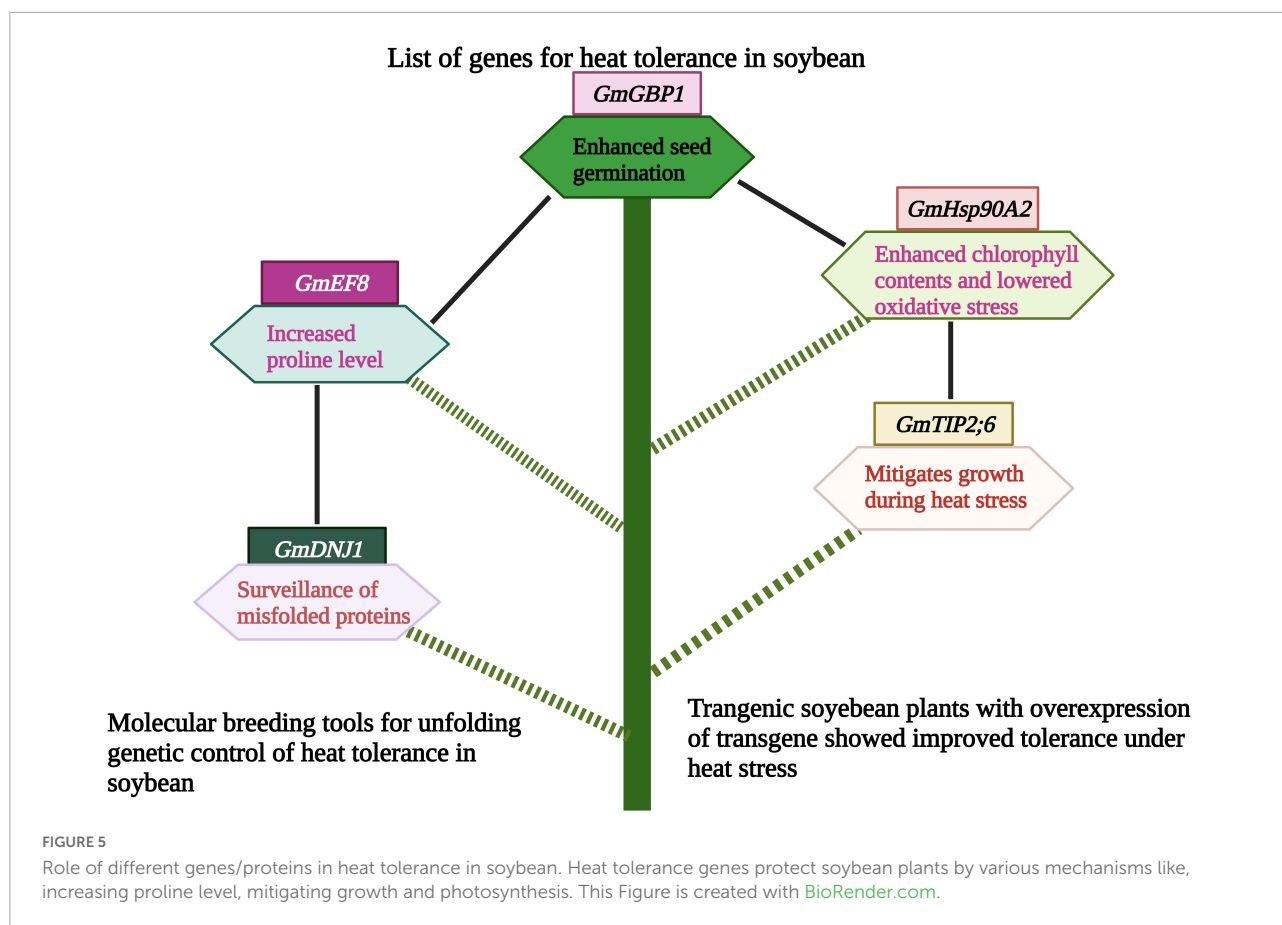 List of genes for heat tolerance in soybean
GmGBP1
Enhanced seed
germination
GmHsp90A2
Enhanced chlorophyll
contents and lowered
oxidative stress
GmEF8
Increased
proline level
GmTIP2;6
Mitigates growth
during heat stress
GmDNJ1
Surveillance of
misfolded proteins
Molecular breeding tools for unfolding
genetic control of heat tolerance in
soybean
Trangenic soyebean plants with overexpression
of transgene showed improved tolerance under
heat stress
FIGURE 5
Role of different genes/proteins in heat tolerance in soybean. Heat tolerance genes protect soybean plants by various mechanisms like,
increasing proline level, mitigating growth and photosynthesis. This Figure is created with BioRender.com.